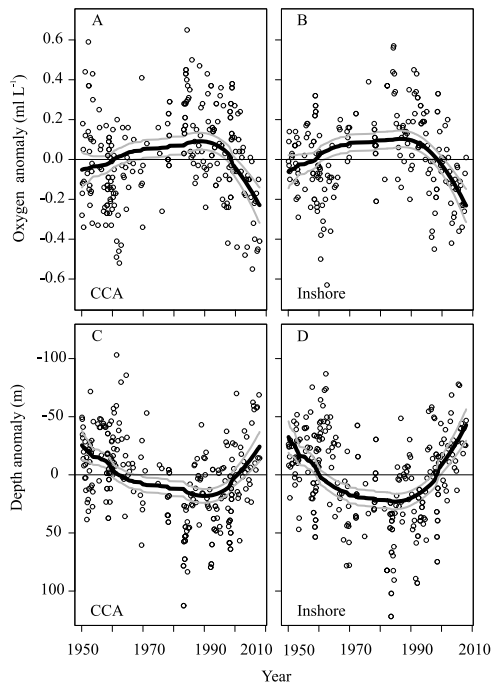 A
B
0.6
0.4
0.2
0.0
-0.2
-0.4
-0.6
Oxygen anomaly (ml L-1)
CCA
Inshore
C
D
-100
-50
0
50
100
Depth anomaly (m)
CCA
Inshore
1950 1970 1990 2010
1950 1970 1990 2010
Year